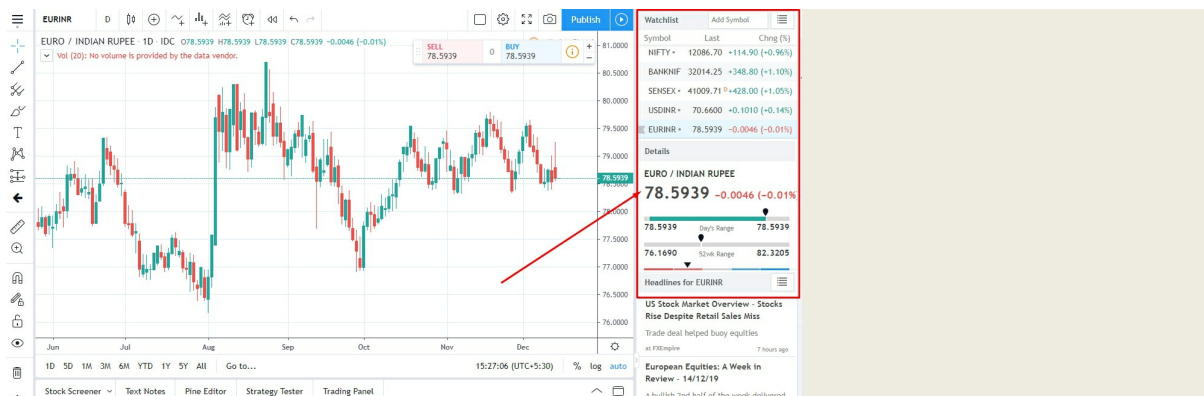 EURINR D Publish
EURO / INDIAN RUPEE · 1D · IDC O78.5939 H78.5939 L78.5939 C78.5939 −0.0046 (−0.01%)
Vol (20): No volume is provided by the data vendor.
SELL
78.5939
0
BUY
78.5939
81.0000
80.5000
79.5000
79.0000
78.5939
78.0000
77.5000
77.0000
76.5000
76.0000
Jun Jul Aug Sep Oct Nov Dec
1D 5D 1M 3M 6M YTD 1Y 5Y All Go to... 15:27:06 (UTC+5:30) % log auto
Stock Screener Text Notes Pine Editor Strategy Tester Trading Panel
Watchlist Add Symbol
Symbol Last Chng (%)
NIFTY 12086.70 +114.90 (+0.96%)
BANKNIF 32014.25 +348.80 (+1.10%)
SENSEX 41009.71 D +428.00 (+1.05%)
USDINR 70.6600 +0.1010 (+0.14%)
EURINR 78.5939 −0.0046 (−0.01%)
Details
EURO / INDIAN RUPEE
78.5939 −0.0046 (−0.01%
78.5939 Day's Range 78.5939
76.1690 52wk Range 82.3205
Headlines for EURINR
US Stock Market Overview – Stocks
Rise Despite Retail Sales Miss
Trade deal helped buoy equities
at FXEmpire 7 hours ago
European Equities: A Week in
Review – 14/12/19
A bullish 2nd half of the week delivered